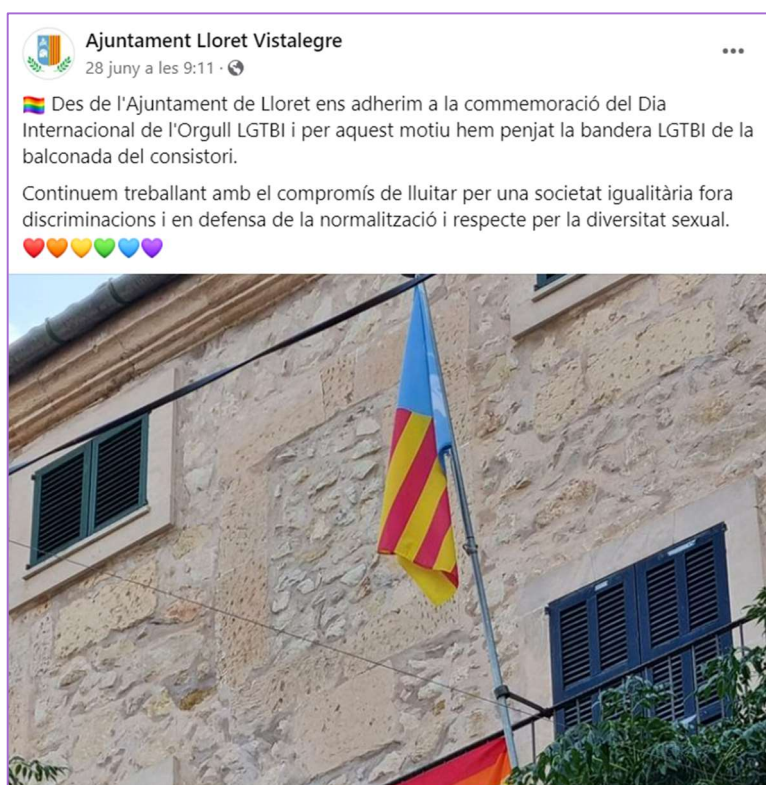 Ajuntament Lloret Vistalegre
28 juny a les 9:11 ·
🏳️‍🌈 Des de l'Ajuntament de Lloret ens adherim a la commemoració del Dia
Internacional de l'Orgull LGTBI i per aquest motiu hem penjat la bandera LGTBI de la
balconada del consistori.
Continuem treballant amb el compromís de lluitar per una societat igualitària fora
discriminacions i en defensa de la normalització i respecte per la diversitat sexual.
❤️🧡💛💚💙💜